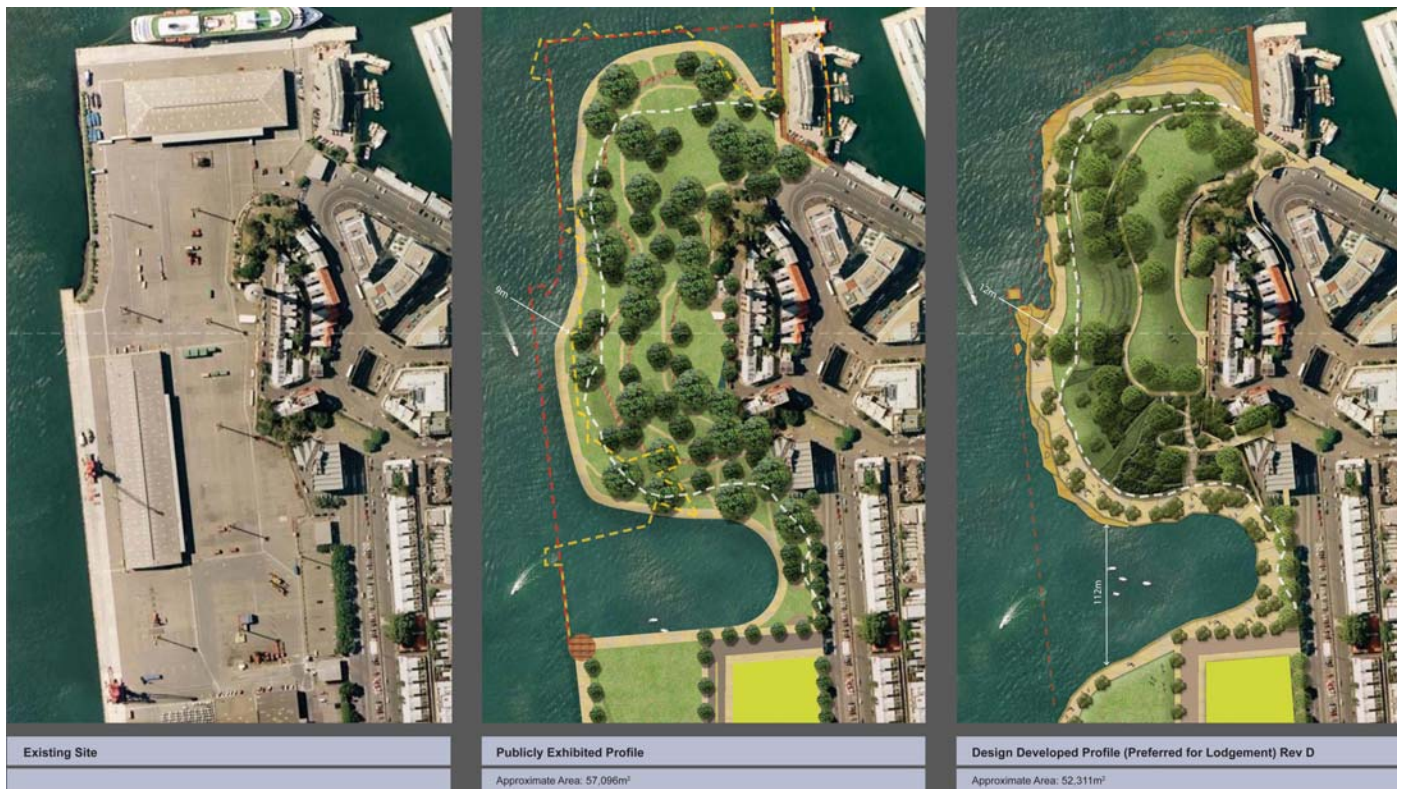 9m
12m
112m
Existing Site
Publicly Exhibited Profile
Design Developed Profile (Preferred for Lodgement) Rev D
Approximate Area: 57,096m²
Approximate Area: 52,311m²